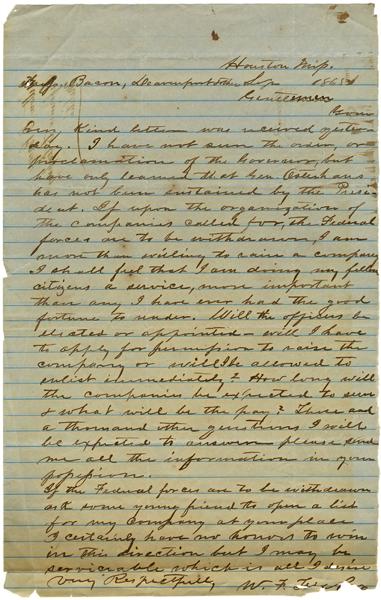 Houston Miss.
Bacon, Davenport & others Sep 1865
Gentlemen
Your
Kind letter was received yester
day. I have not seen the order, or
proclamation of the Governor, but
have only learned that Gen Osterhaus
has not been sustained by the Presi
dent. If upon the organization of
the companies called for, the Federal
forces are to be withdrawn, I am
more than willing to raise a company
I shall feel that I am doing my fellow
citizens a service, more important
than any I have ever had the good
fortune to render. Will the officers be
elected or appointed - will I have
to apply for permission to raise the
company or will I be allowed to
enlist immediately? How long will
the companies be expected to serve
& what will be the pay? These and
a thousand other questions I will
be expected to answer please send
me all the information in your
possession.
If the Federal forces are to be withdrawn
ask some young friend to open a list
for my Company at your place
I certainly have no honors to win
in this direction but I may be
serviceable which is all I desire
Very Respectfully
W. F.